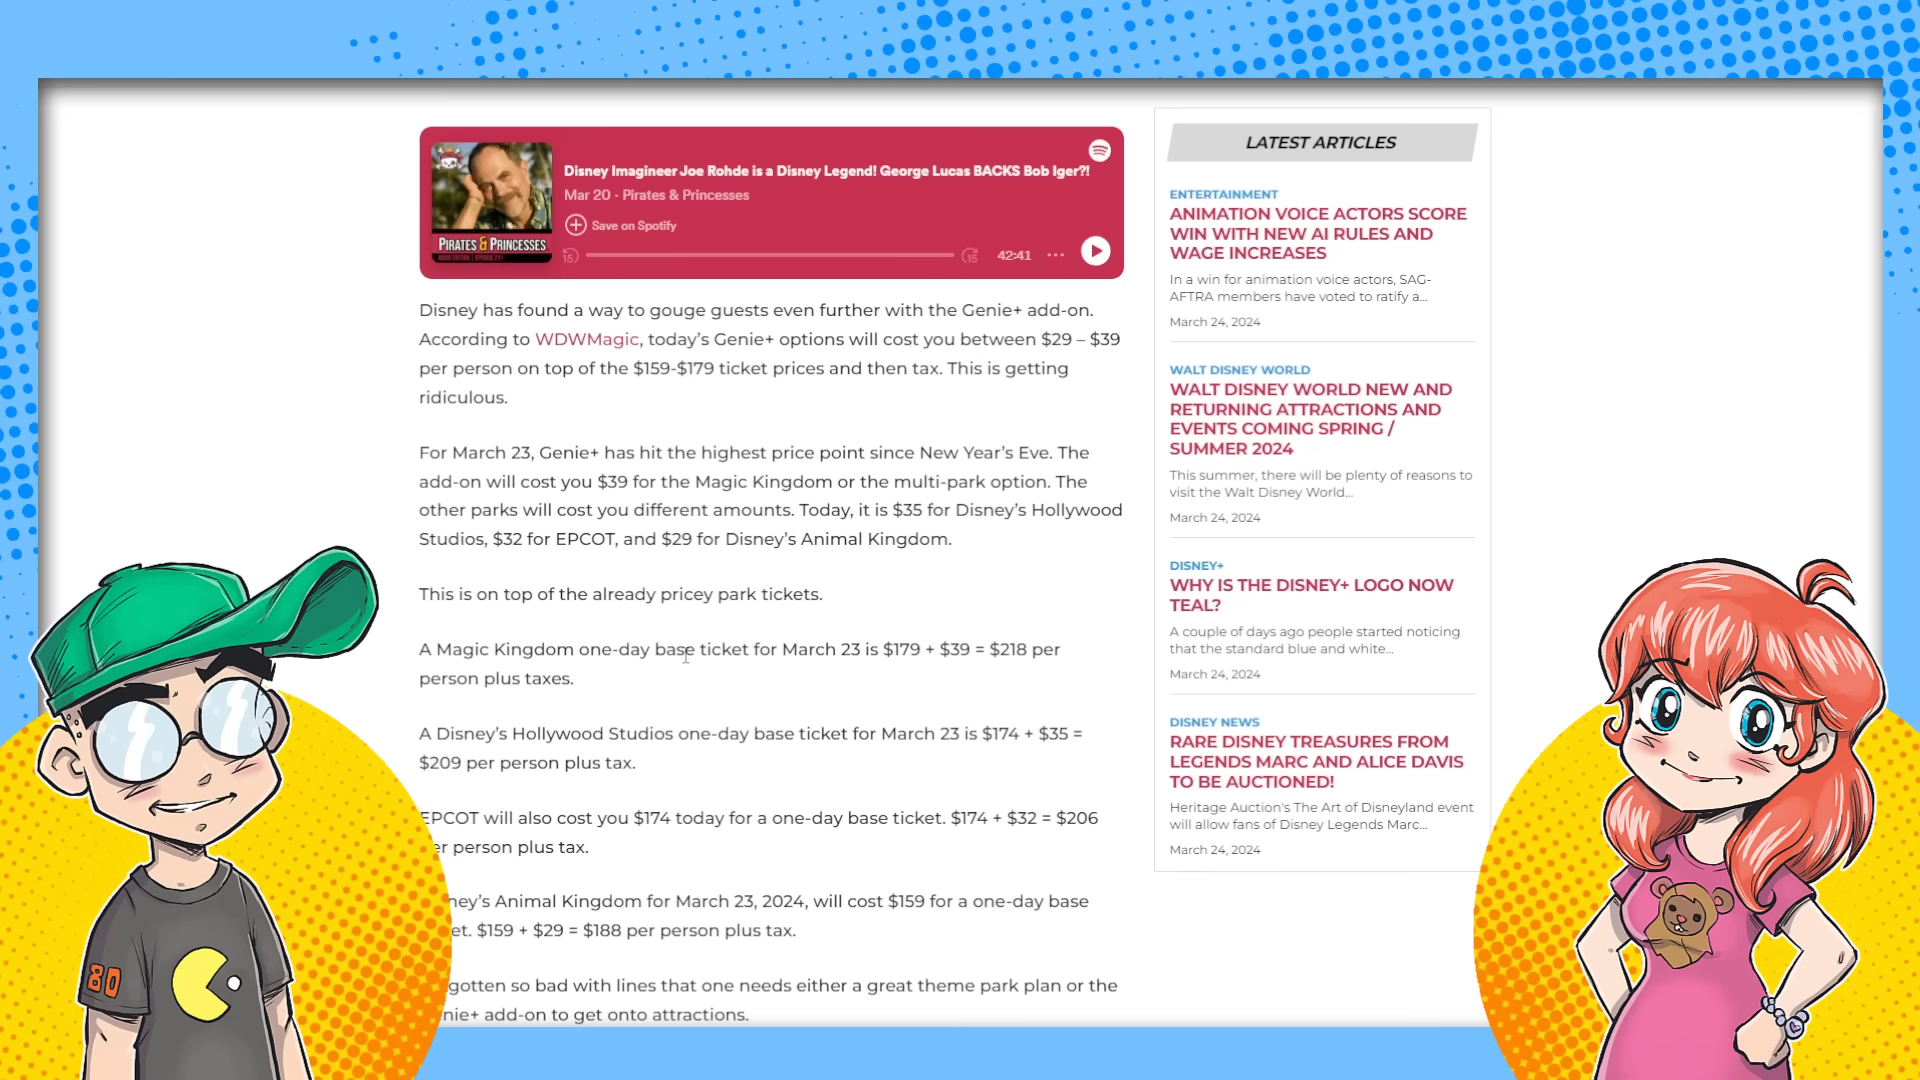 Disney Imagineer Joe Rohde is a Disney Legend! George Lucas BACKS Bob Iger?!
Mar 20 · Pirates & Princesses
Save on Spotify
PIRATES & PRINCESSES
15
15
42:41
Disney has found a way to gouge guests even further with the Genie+ add-on.
According to WDWMagic, today’s Genie+ options will cost you between $29 – $39
per person on top of the $159-$179 ticket prices and then tax. This is getting
ridiculous.
For March 23, Genie+ has hit the highest price point since New Year’s Eve. The
add-on will cost you $39 for the Magic Kingdom or the multi-park option. The
other parks will cost you different amounts. Today, it is $35 for Disney’s Hollywood
Studios, $32 for EPCOT, and $29 for Disney’s Animal Kingdom.
This is on top of the already pricey park tickets.
A Magic Kingdom one-day base ticket for March 23 is $179 + $39 = $218 per
person plus taxes.
A Disney’s Hollywood Studios one-day base ticket for March 23 is $174 + $35 =
$209 per person plus tax.
EPCOT will also cost you $174 today for a one-day base ticket. $174 + $32 = $206
er person plus tax.
ney’s Animal Kingdom for March 23, 2024, will cost $159 for a one-day base
et. $159 + $29 = $188 per person plus tax.
gotten so bad with lines that one needs either a great theme park plan or the
nie+ add-on to get onto attractions.
LATEST ARTICLES
ENTERTAINMENT
ANIMATION VOICE ACTORS SCORE
WIN WITH NEW AI RULES AND
WAGE INCREASES
In a win for animation voice actors, SAG-
AFTRA members have voted to ratify a...
March 24, 2024
WALT DISNEY WORLD
WALT DISNEY WORLD NEW AND
RETURNING ATTRACTIONS AND
EVENTS COMING SPRING /
SUMMER 2024
This summer, there will be plenty of reasons to
visit the Walt Disney World...
March 24, 2024
DISNEY+
WHY IS THE DISNEY+ LOGO NOW
TEAL?
A couple of days ago people started noticing
that the standard blue and white...
March 24, 2024
DISNEY NEWS
RARE DISNEY TREASURES FROM
LEGENDS MARC AND ALICE DAVIS
TO BE AUCTIONED!
Heritage Auction's The Art of Disneyland event
will allow fans of Disney Legends Marc...
March 24, 2024
80